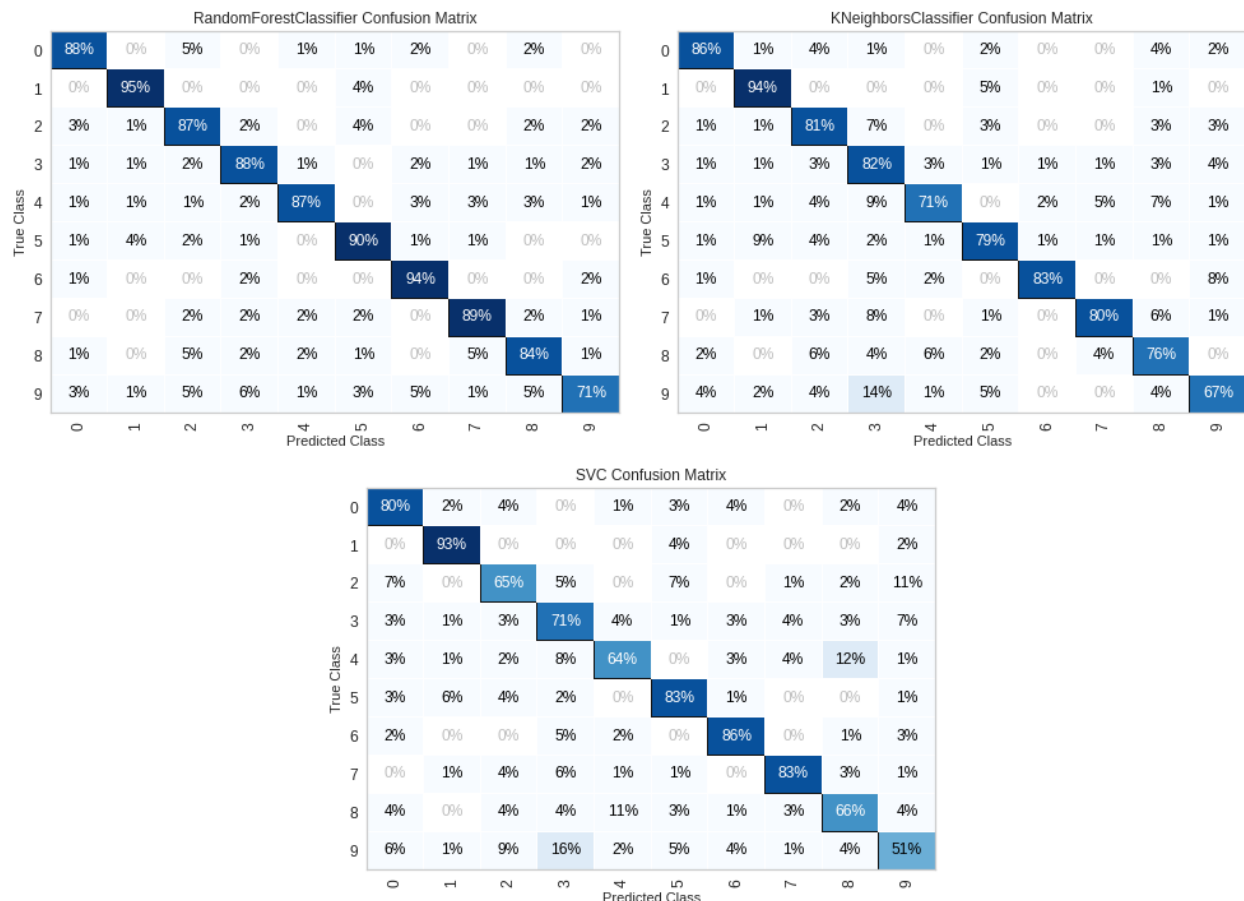 RandomForestClassifier Confusion Matrix
True Class
0 88% 0% 5% 0% 1% 1% 2% 0% 2% 0%
1 0% 95% 0% 0% 0% 4% 0% 0% 0% 0%
2 3% 1% 87% 2% 0% 4% 0% 0% 2% 2%
3 1% 1% 2% 88% 1% 0% 2% 1% 1% 2%
4 1% 1% 1% 2% 87% 0% 3% 3% 3% 1%
5 1% 4% 2% 1% 0% 90% 1% 1% 0% 0%
6 1% 0% 0% 2% 0% 0% 94% 0% 0% 2%
7 0% 0% 2% 2% 2% 2% 0% 89% 2% 1%
8 1% 0% 5% 2% 2% 1% 0% 5% 84% 1%
9 3% 1% 5% 6% 1% 3% 5% 1% 5% 71%
0 1 2 3 4 5 6 7 8 9
Predicted Class
KNeighborsClassifier Confusion Matrix
True Class
0 86% 1% 4% 1% 0% 2% 0% 0% 4% 2%
1 0% 94% 0% 0% 0% 5% 0% 0% 1% 0%
2 1% 1% 81% 7% 0% 3% 0% 0% 3% 3%
3 1% 1% 3% 82% 3% 1% 1% 1% 3% 4%
4 1% 1% 4% 9% 71% 0% 2% 5% 7% 1%
5 1% 9% 4% 2% 1% 79% 1% 1% 1% 1%
6 1% 0% 0% 5% 2% 0% 83% 0% 0% 8%
7 0% 1% 3% 8% 0% 1% 0% 80% 6% 1%
8 2% 0% 6% 4% 6% 2% 0% 4% 76% 0%
9 4% 2% 4% 14% 1% 5% 0% 0% 4% 67%
0 1 2 3 4 5 6 7 8 9
Predicted Class
SVC Confusion Matrix
True Class
0 80% 2% 4% 0% 1% 3% 4% 0% 2% 4%
1 0% 93% 0% 0% 0% 4% 0% 0% 0% 2%
2 7% 0% 65% 5% 0% 7% 0% 1% 2% 11%
3 3% 1% 3% 71% 4% 1% 3% 4% 3% 7%
4 3% 1% 2% 8% 64% 0% 3% 4% 12% 1%
5 3% 6% 4% 2% 0% 83% 1% 0% 0% 1%
6 2% 0% 0% 5% 2% 0% 86% 0% 1% 3%
7 0% 1% 4% 6% 1% 1% 0% 83% 3% 1%
8 4% 0% 4% 4% 11% 3% 1% 3% 66% 4%
9 6% 1% 9% 16% 2% 5% 4% 1% 4% 51%
0 1 2 3 4 5 6 7 8 9
Predicted Class